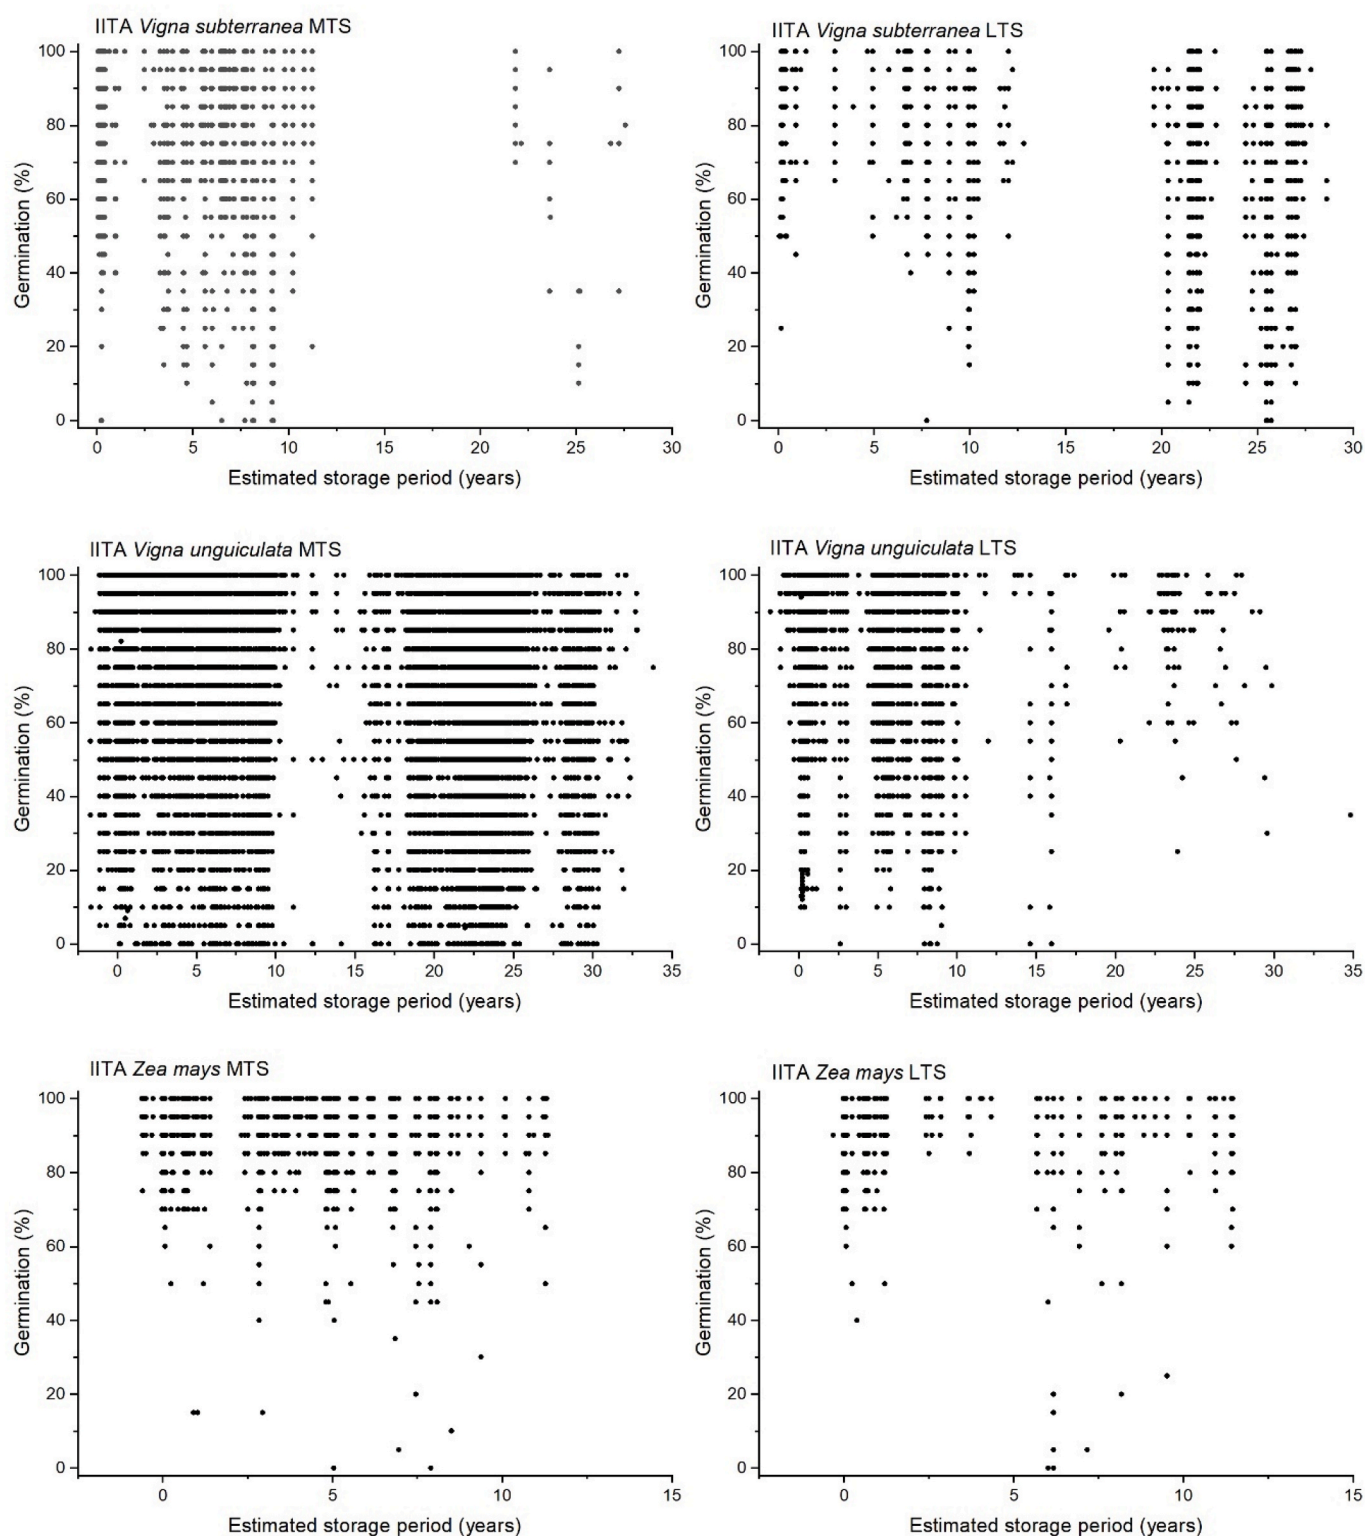 IITA Vigna subterranea MTS
100
80
60
40
20
0
Germination (%)
0 5 10 15 20 25 30
Estimated storage period (years)
IITA Vigna subterranea LTS
100
80
60
40
20
0
Germination (%)
0 5 10 15 20 25 30
Estimated storage period (years)
IITA Vigna unguiculata MTS
100
80
60
40
20
0
Germination (%)
0 5 10 15 20 25 30 35
Estimated storage period (years)
IITA Vigna unguiculata LTS
100
80
60
40
20
0
Germination (%)
0 5 10 15 20 25 30 35
Estimated storage period (years)
IITA Zea mays MTS
100
80
60
40
20
0
Germination (%)
0 5 10 15
Estimated storage period (years)
IITA Zea mays LTS
100
80
60
40
20
0
Germination (%)
0 5 10 15
Estimated storage period (years)